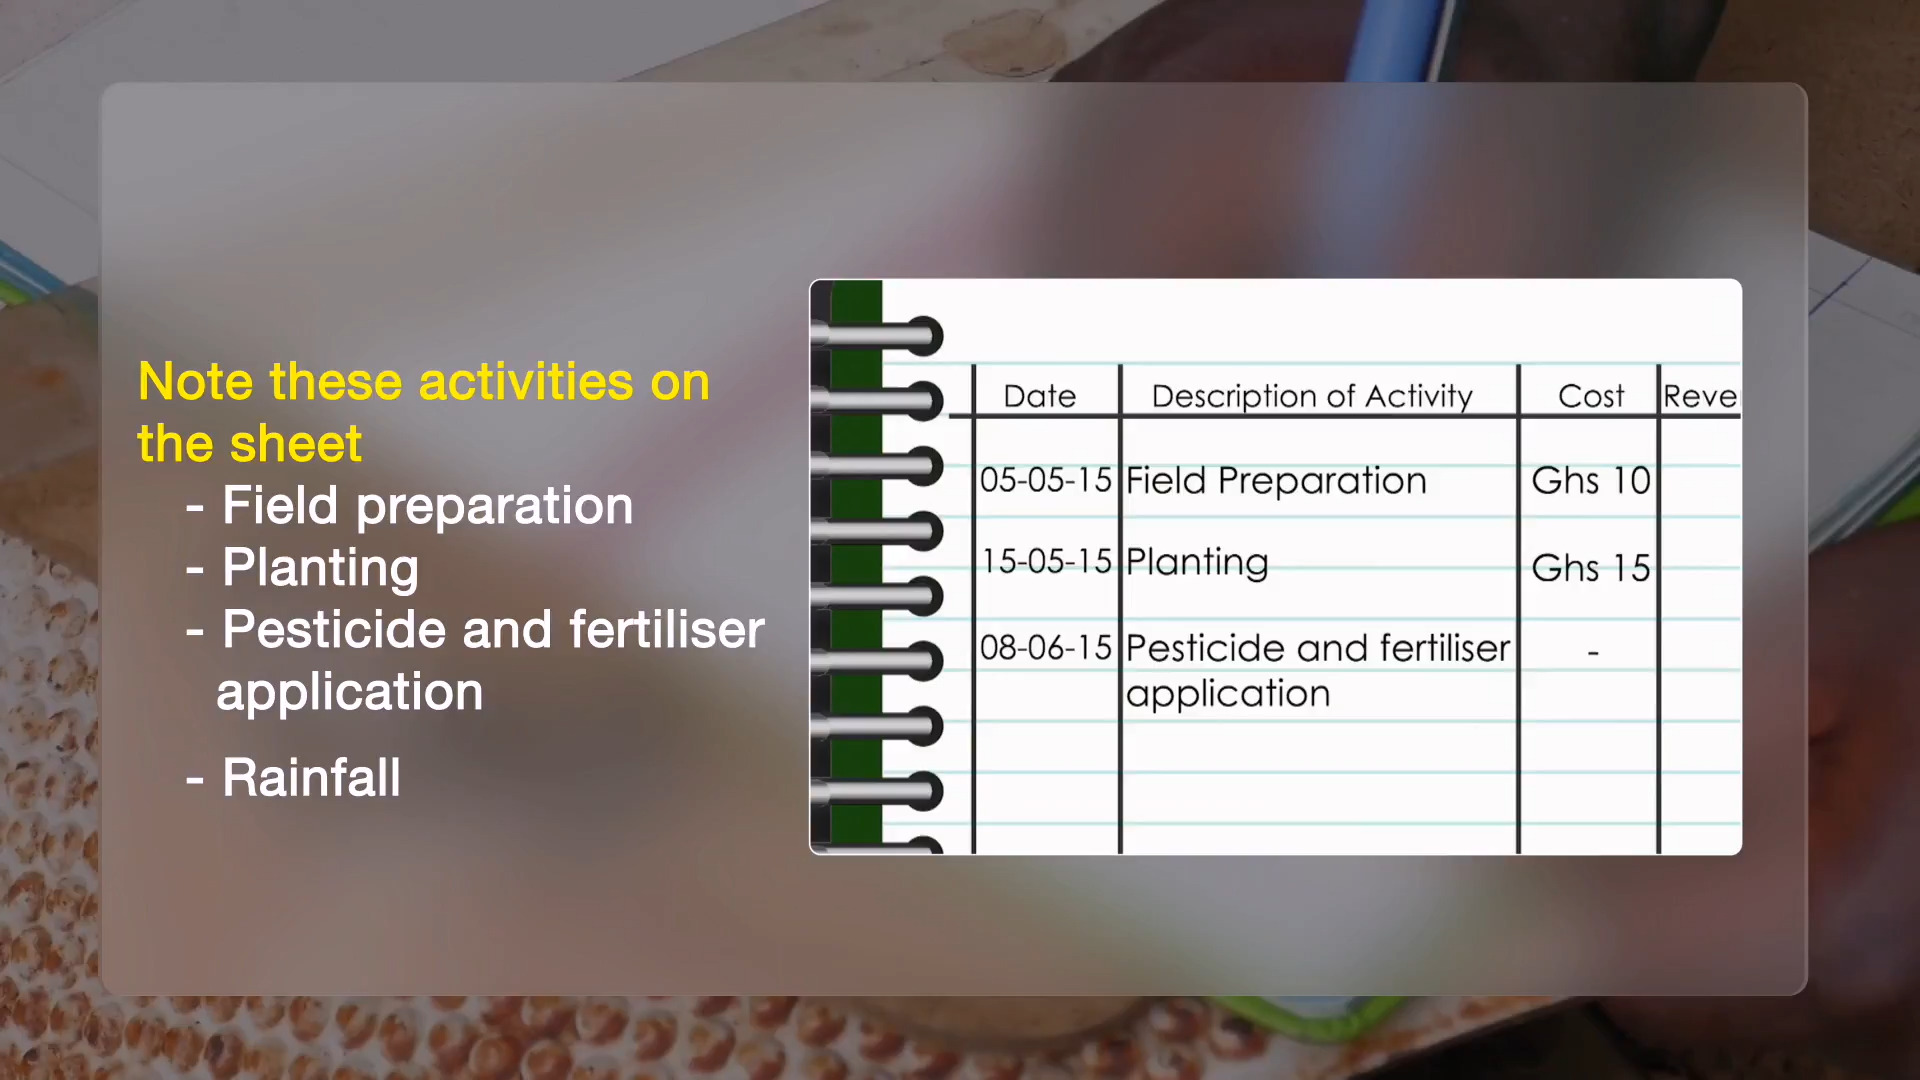 Note these activities on
the sheet
- Field preparation
- Planting
- Pesticide and fertiliser
application
- Rainfall
Date Description of Activity Cost Reve
05-05-15 Field Preparation Ghs 10
15-05-15 Planting Ghs 15
08-06-15 Pesticide and fertiliser -
application